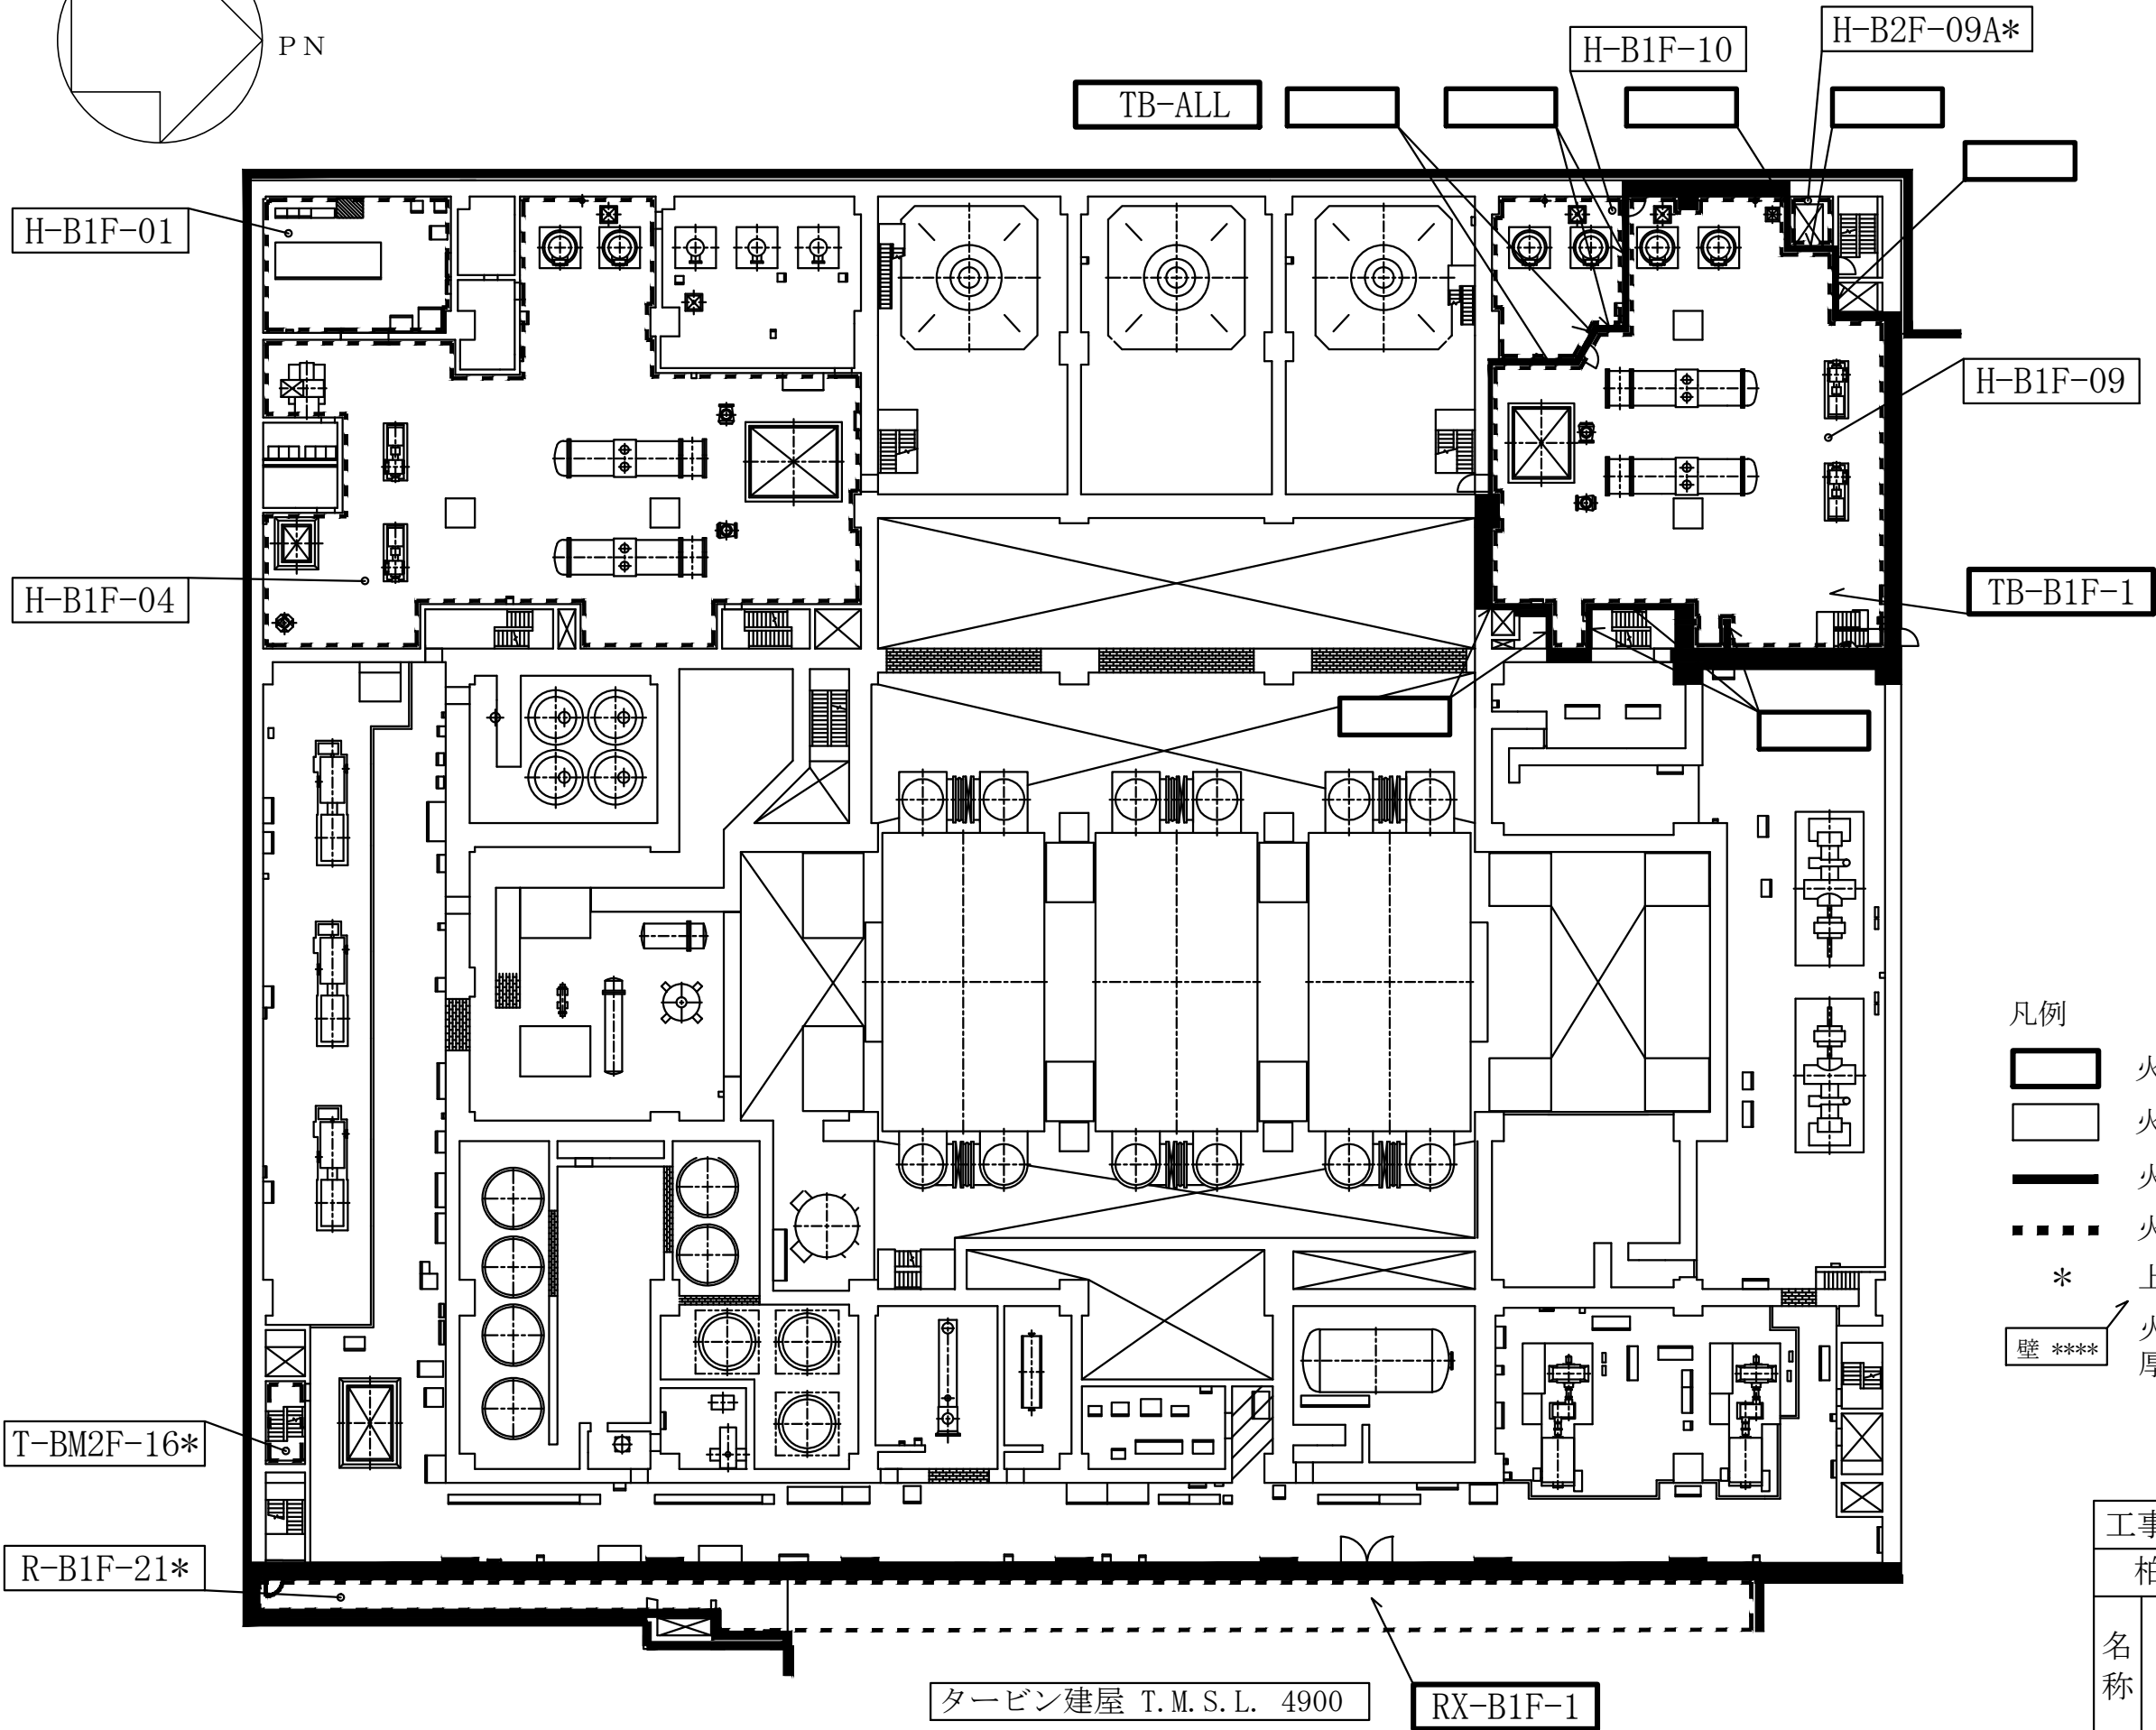 PN
H-B2F-09A*
H-B1F-10
TB-ALL
H-B1F-01
H-B1F-09
H-B1F-04
TB-B1F-1
凡例
火
火
火
火
* 上
壁 **** 火
厚
T-BM2F-16*
R-B1F-21*
工事
柏
名
称
タービン建屋 T.M.S.L. 4900
RX-B1F-1